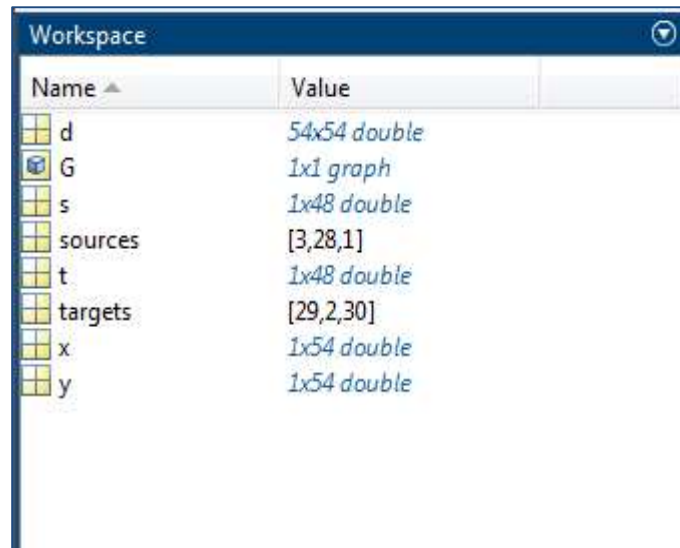 Workspace
Name Value
d 54x54 double
G 1x1 graph
s 1x48 double
sources [3,28,1]
t 1x48 double
targets [29,2,30]
x 1x54 double
y 1x54 double